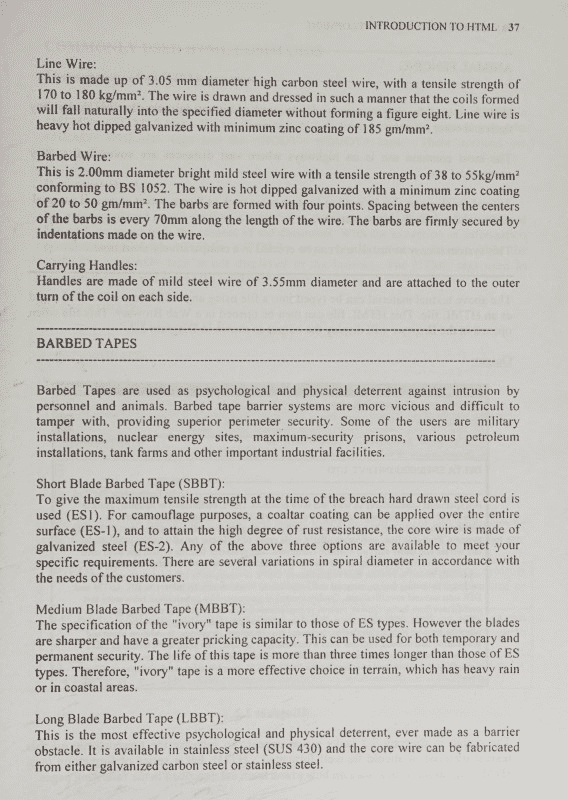 INTRODUCTION TO HTML 37
Line Wire:
This is made up of 3.05 mm diameter high carbon steel wire, with a tensile strength of
170 to 180 kg/mm². The wire is drawn and dressed in such a manner that the coils formed
will fall naturally into the specified diameter without forming a figure eight. Line wire is
heavy hot dipped galvanized with minimum zinc coating of 185 gm/mm².
Barbed Wire:
This is 2.00mm diameter bright mild steel wire with a tensile strength of 38 to 55kg/mm²
conforming to BS 1052. The wire is hot dipped galvanized with a minimum zinc coating
of 20 to 50 gm/mm². The barbs are formed with four points. Spacing between the centers
of the barbs is every 70mm along the length of the wire. The barbs are firmly secured by
indentations made on the wire.
Carrying Handles:
Handles are made of mild steel wire of 3.55mm diameter and are attached to the outer
turn of the coil on each side.
BARBED TAPES
Barbed Tapes are used as psychological and physical deterrent against intrusion by
personnel and animals. Barbed tape barrier systems are more vicious and difficult to
tamper with, providing superior perimeter security. Some of the users are military
installations, nuclear energy sites, maximum-security prisons, various petroleum
installations, tank farms and other important industrial facilities.
Short Blade Barbed Tape (SBBT):
To give the maximum tensile strength at the time of the breach hard drawn steel cord is
used (ES1). For camouflage purposes, a coaltar coating can be applied over the entire
surface (ES-1), and to attain the high degree of rust resistance, the core wire is made of
galvanized steel (ES-2). Any of the above three options are available to meet your
specific requirements. There are several variations in spiral diameter in accordance with
the needs of the customers.
Medium Blade Barbed Tape (MBBT):
The specification of the "ivory" tape is similar to those of ES types. However the blades
are sharper and have a greater pricking capacity. This can be used for both temporary and
permanent security. The life of this tape is more than three times longer than those of ES
types. Therefore, "ivory" tape is a more effective choice in terrain, which has heavy rain
or in coastal areas.
Long Blade Barbed Tape (LBBT):
This is the most effective psychological and physical deterrent, ever made as a barrier
obstacle. It is available in stainless steel (SUS 430) and the core wire can be fabricated
from either galvanized carbon steel or stainless steel.